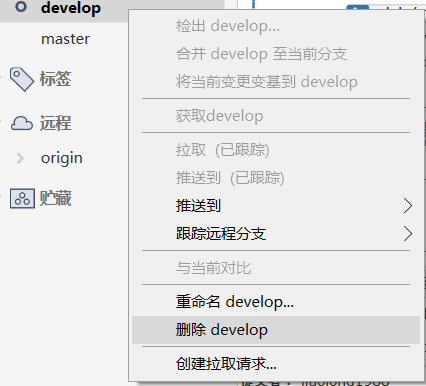 develop
master
标签
远程
origin
贮藏
检出 develop...
合并 develop 至当前分支
将当前变更变基到 develop
获取develop
拉取 (已跟踪)
推送到 (已跟踪)
推送到
跟踪远程分支
与当前对比
重命名 develop...
删除 develop
创建拉取请求...